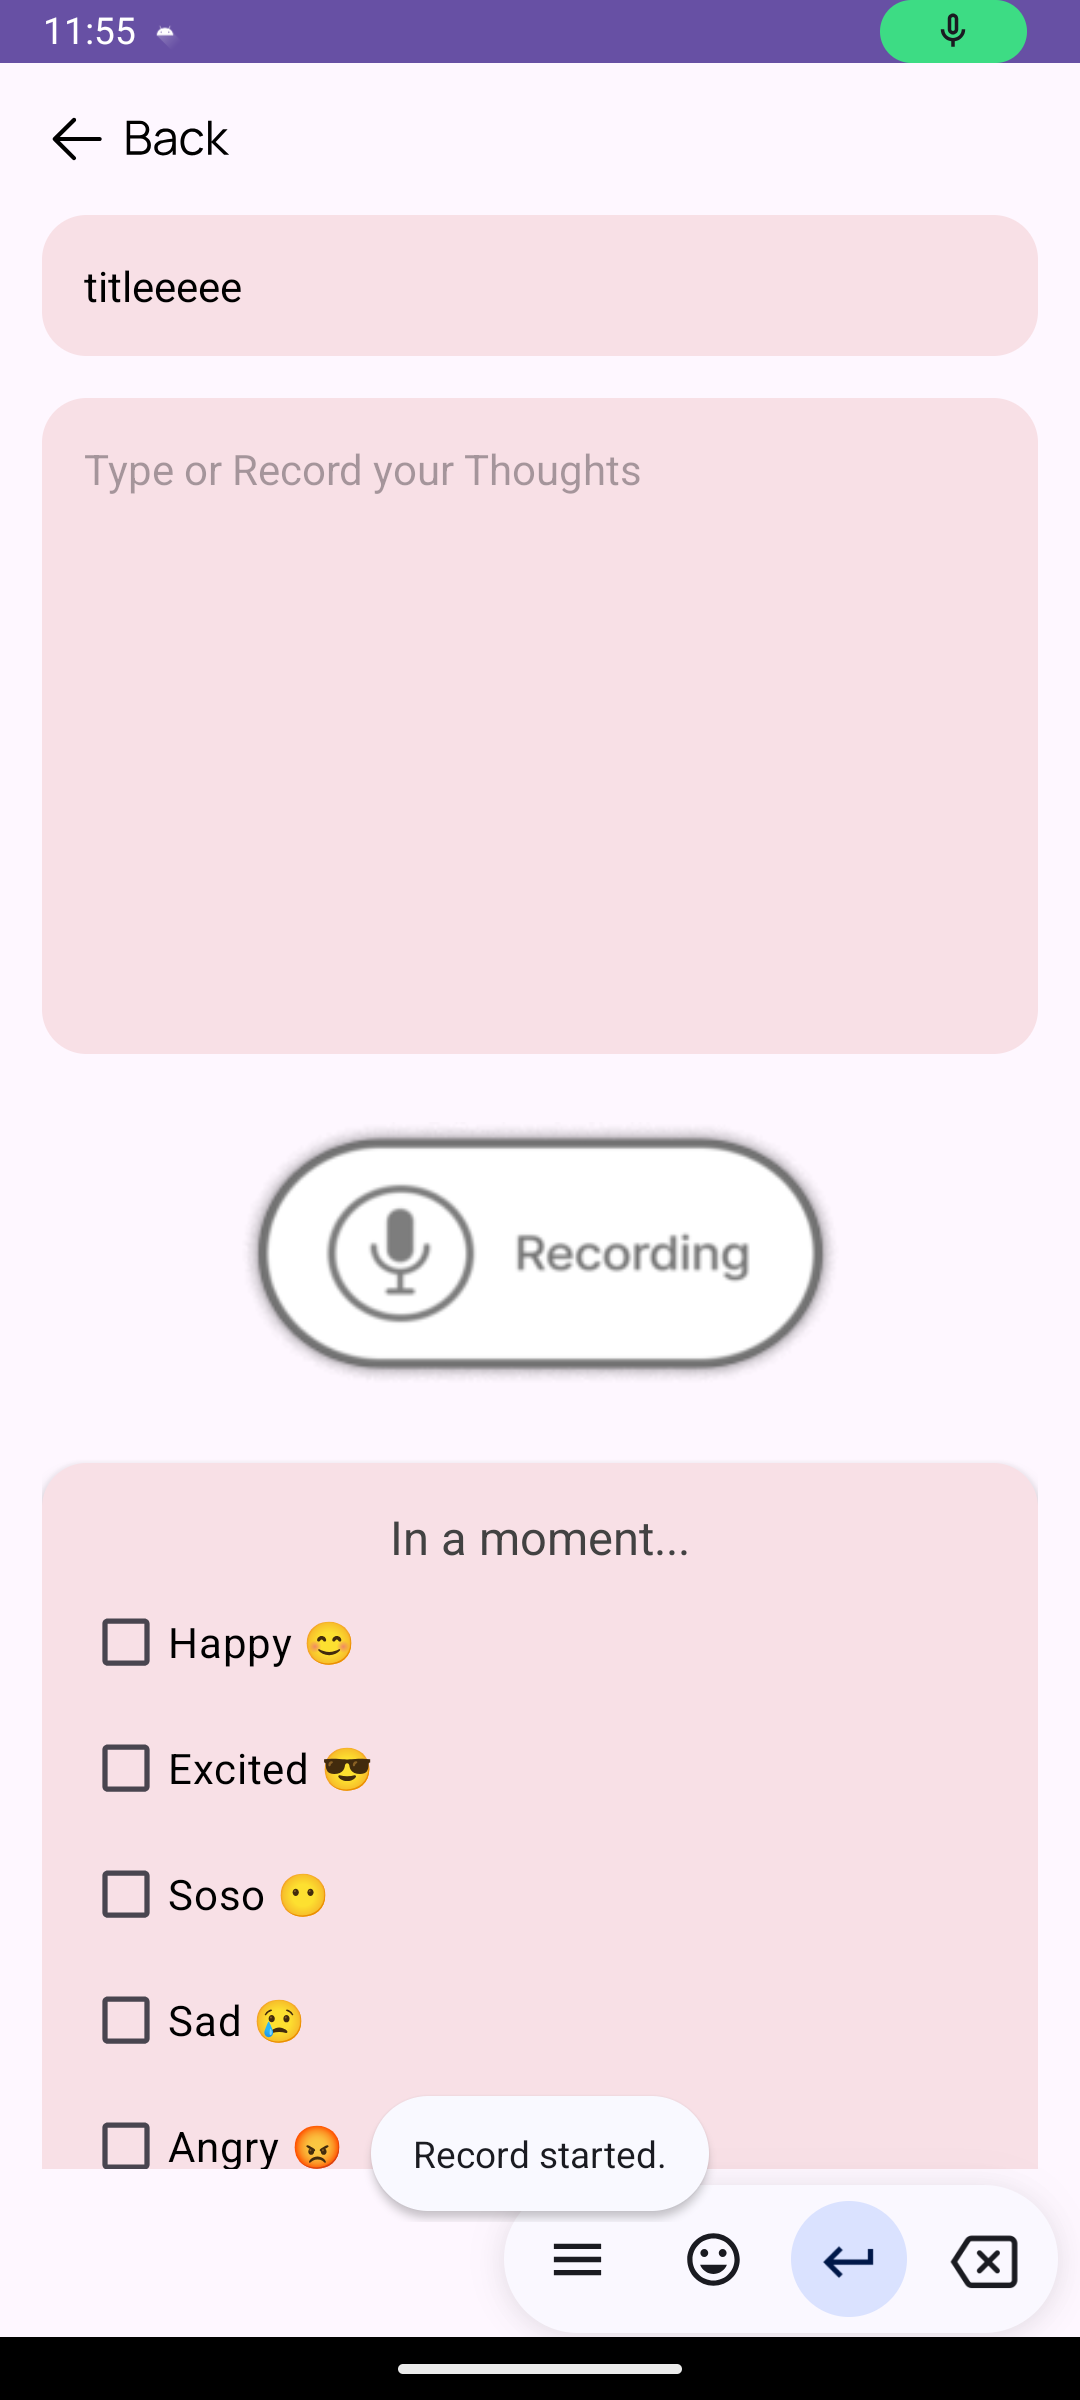 11:55
Back
titleeeee
Type or Record your Thoughts
Recording
In a moment...
Happy 😊
Excited 😎
Soso 😶
Sad 😢
Angry 😡
Record started.